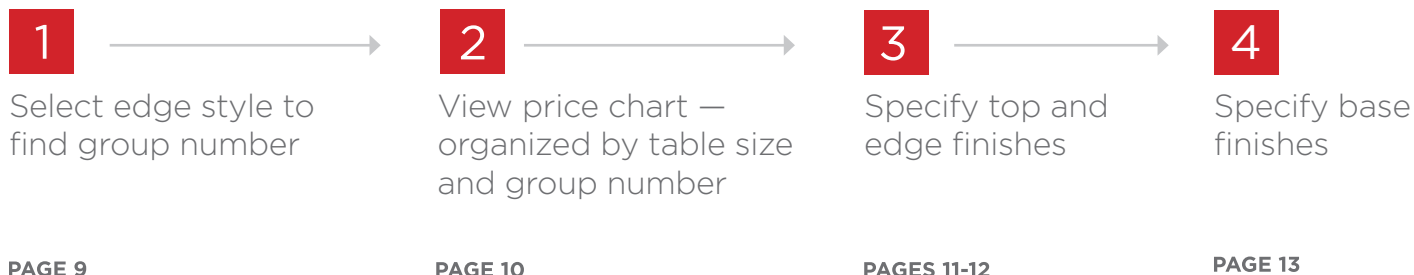 1
Select edge style to
find group number
PAGE 9
2
View price chart —
organized by table size
and group number
PAGE 10
3
Specify top and
edge finishes
PAGES 11-12
4
Specify base
finishes
PAGE 13